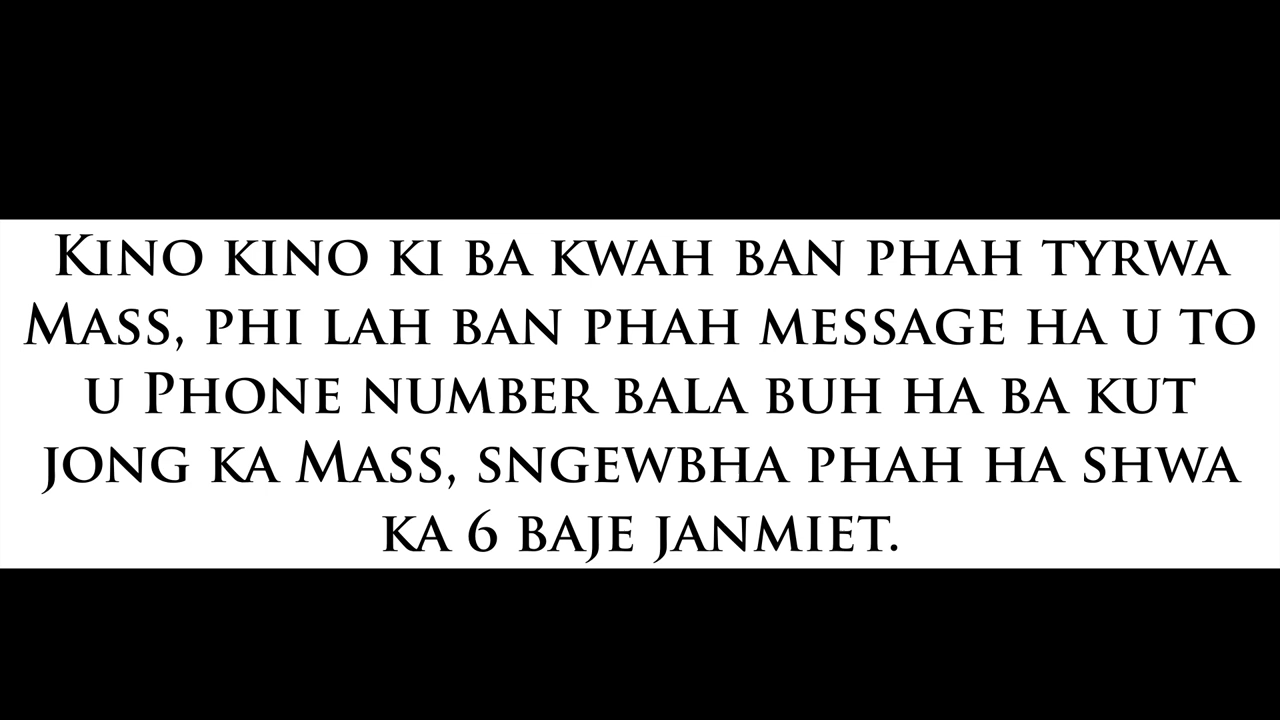 Kino kino ki ba kwah ban phah tyrwa
Mass, phi lah ban phah message ha u to
u Phone number bala buh ha ba kut
jong ka Mass, sngewbha phah ha shwa
ka 6 baje janmiet.